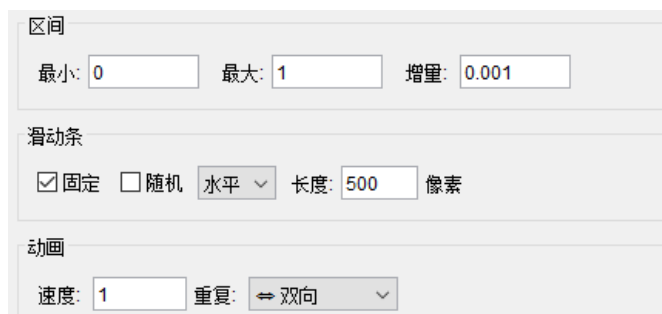 区间
最小: 0 最大: 1 增量: 0.001
滑动条
固定 随机 水平 长度: 500 像素
动画
速度: 1 重复: ⇔ 双向